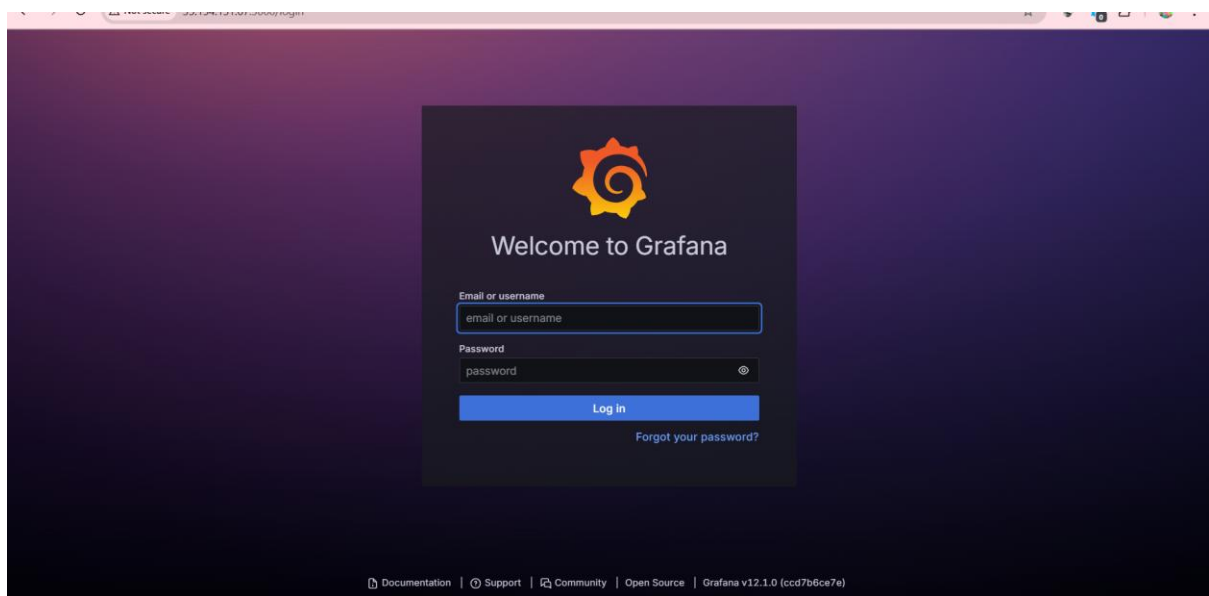 Welcome to Grafana
Email or username
email or username
Password
password
Log in
Forgot your password?
Documentation | Support | Community | Open Source | Grafana v12.1.0 (ccd7b6ce7e)